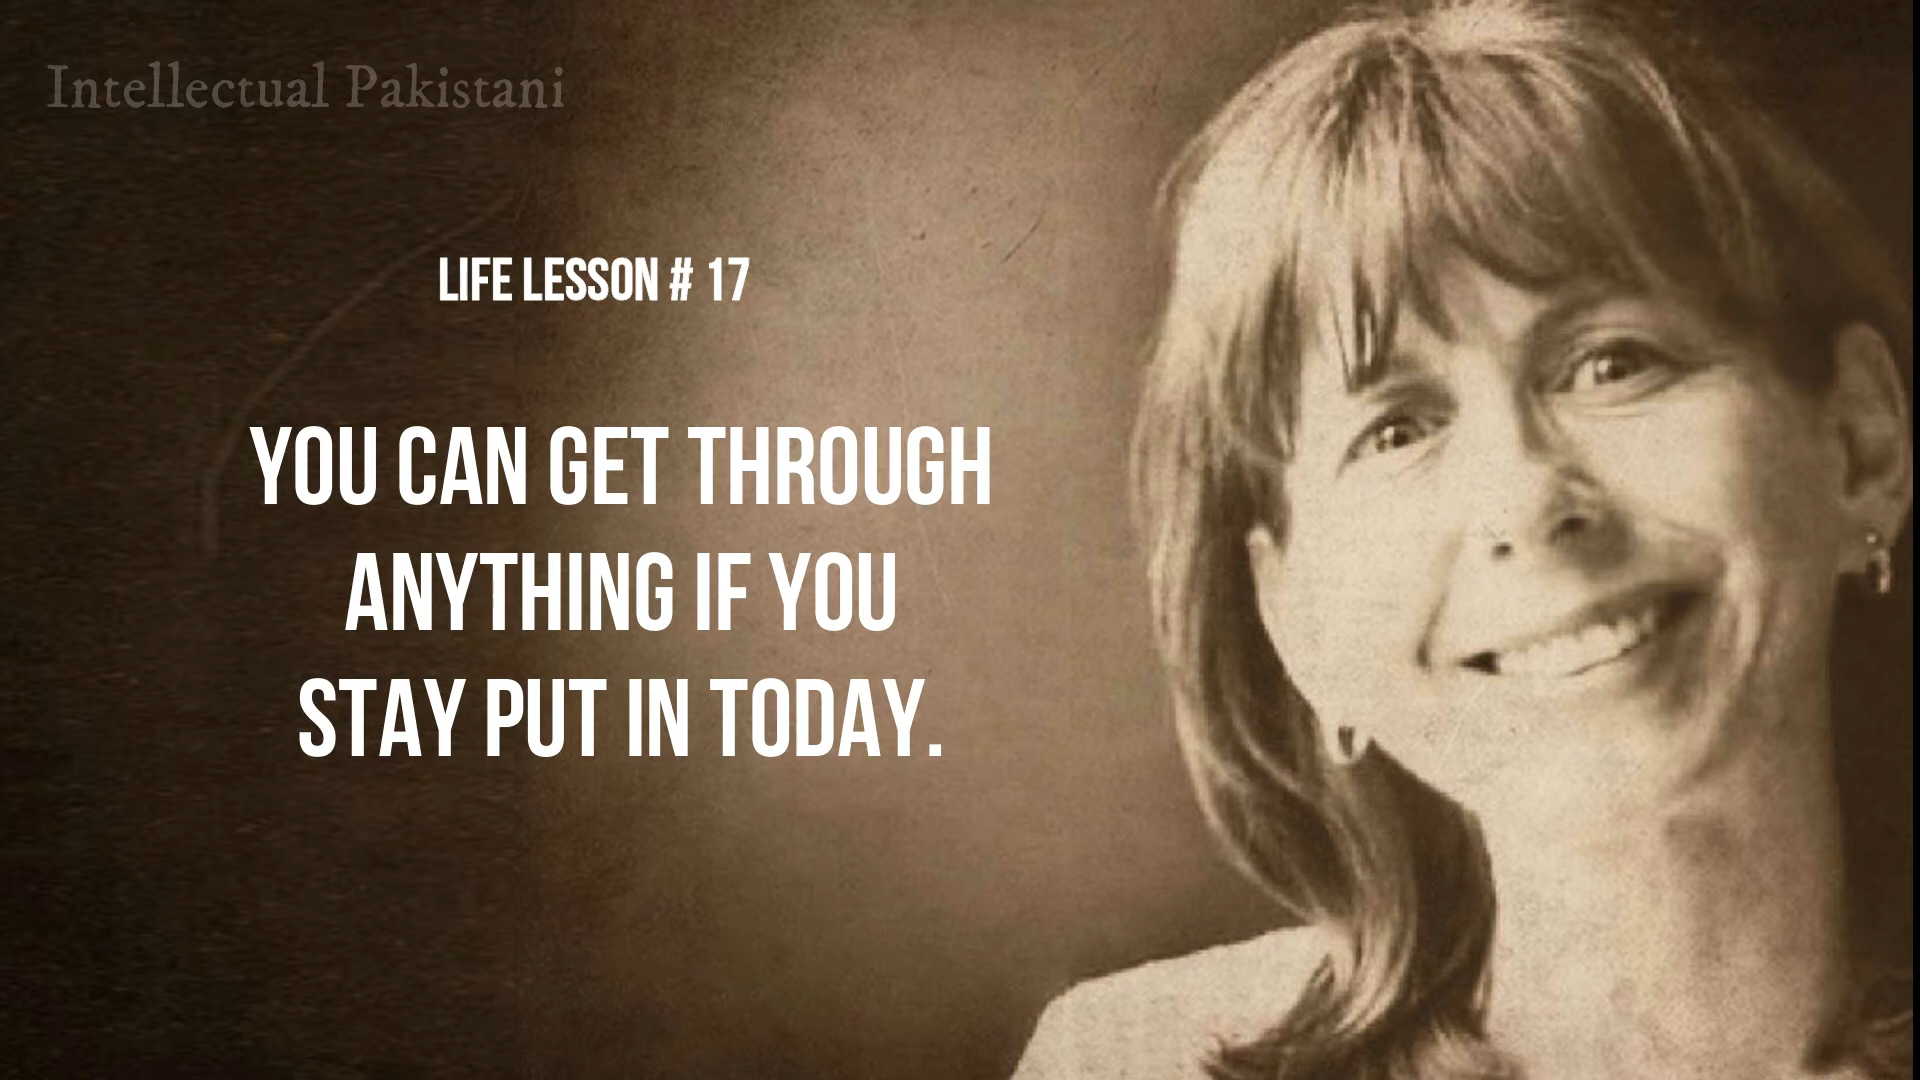 Intellectual Pakistani
LIFE LESSON # 17
YOU CAN GET THROUGH
ANYTHING IF YOU
STAY PUT IN TODAY.